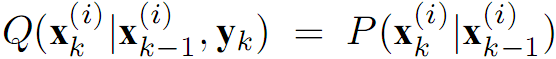 Q(𝐱_k^{(i)}|𝐱_{k−1}^{(i)}, 𝐲_k) = P(𝐱_k^{(i)}|𝐱_{k−1}^{(i)})